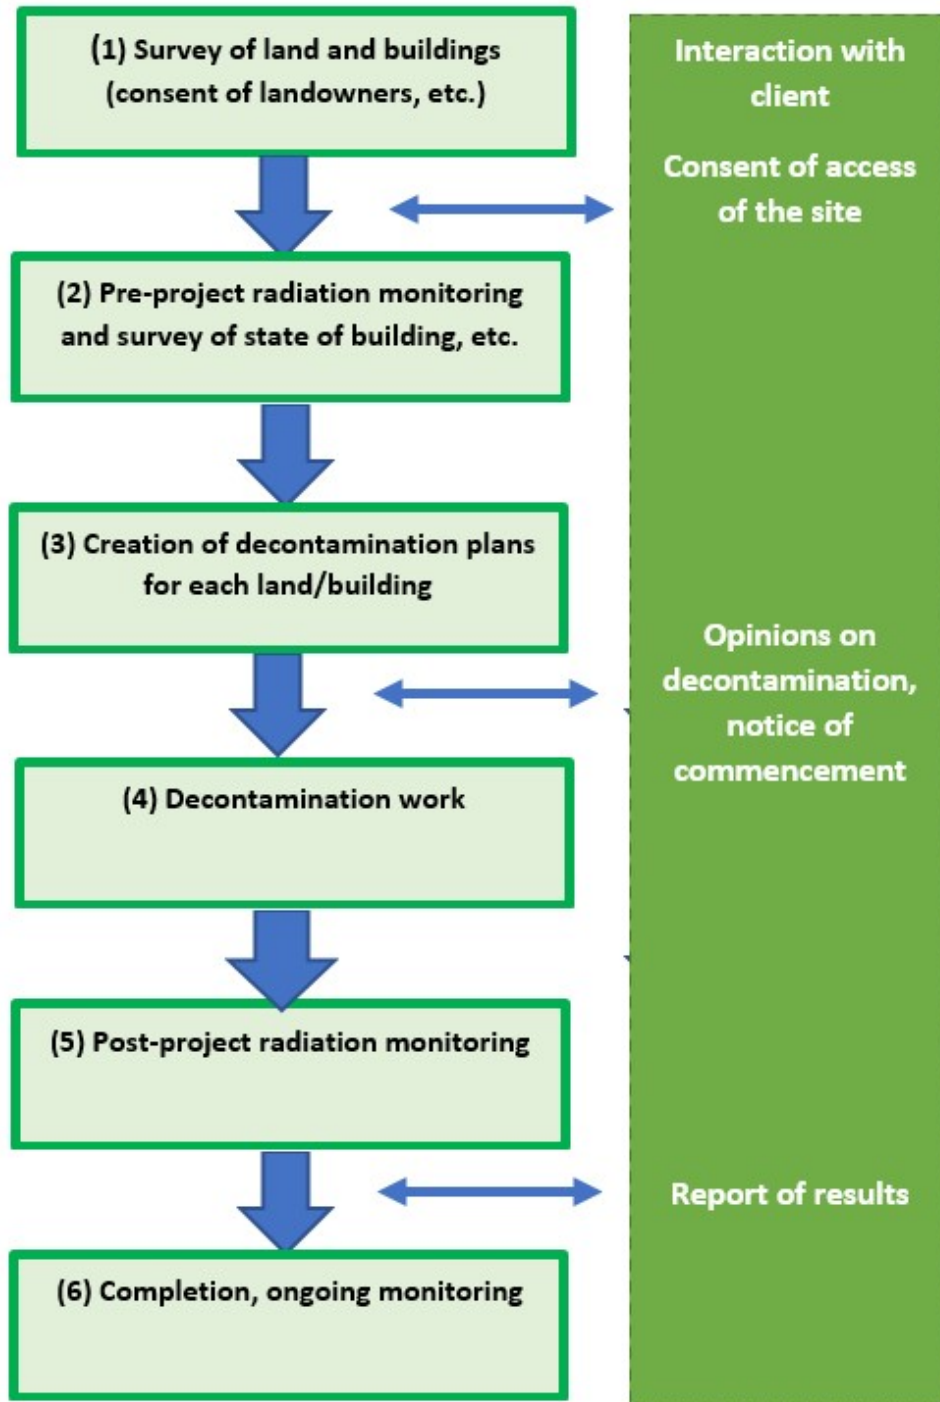 (1) Survey of land and buildings
(consent of landowners, etc.)
Interaction with
client
Consent of access
of the site
(2) Pre-project radiation monitoring
and survey of state of building, etc.
(3) Creation of decontamination plans
for each land/building
Opinions on
decontamination,
notice of
commencement
(4) Decontamination work
(5) Post-project radiation monitoring
Report of results
(6) Completion, ongoing monitoring